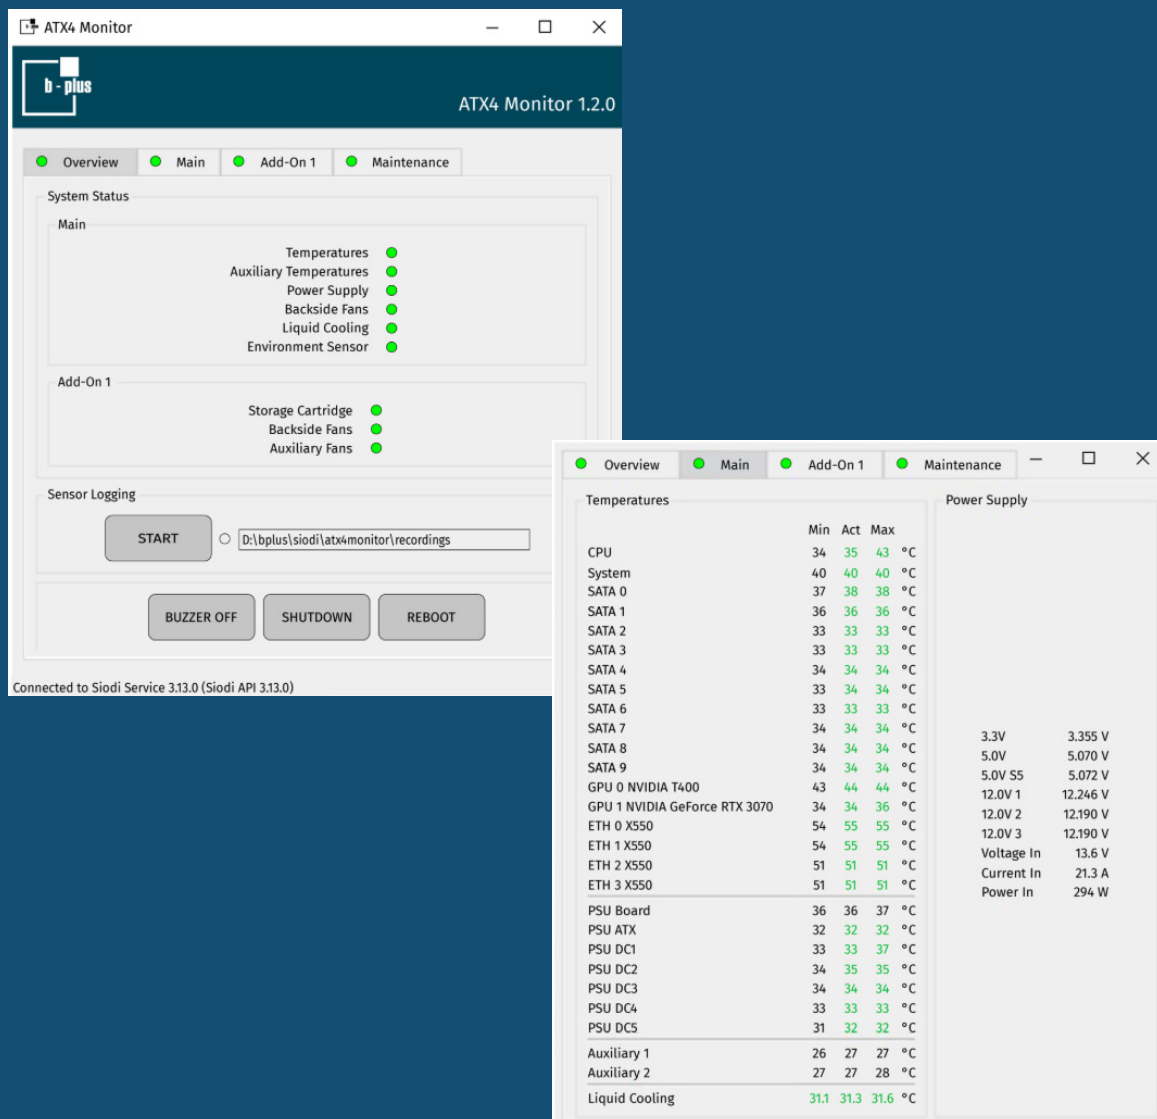 ATX4 Monitor
b - plus
ATX4 Monitor 1.2.0
Overview Main Add-On 1 Maintenance
System Status
Main
Temperatures
Auxiliary Temperatures
Power Supply
Backside Fans
Liquid Cooling
Environment Sensor
Add-On 1
Storage Cartridge
Backside Fans
Auxiliary Fans
Sensor Logging
START D:\bplus\siodi\atx4monitor\recordings
BUZZER OFF SHUTDOWN REBOOT
Connected to Siodi Service 3.13.0 (Siodi API 3.13.0)
Overview Main Add-On 1 Maintenance
Temperatures
Min Act Max
CPU 34 35 43 °C
System 40 40 40 °C
SATA 0 37 38 38 °C
SATA 1 36 36 36 °C
SATA 2 33 33 33 °C
SATA 3 33 33 33 °C
SATA 4 34 34 34 °C
SATA 5 33 34 34 °C
SATA 6 33 33 33 °C
SATA 7 34 34 34 °C
SATA 8 34 34 34 °C
SATA 9 34 34 34 °C
GPU 0 NVIDIA T400 43 44 44 °C
GPU 1 NVIDIA GeForce RTX 3070 34 34 36 °C
ETH 0 X550 54 55 55 °C
ETH 1 X550 54 55 55 °C
ETH 2 X550 51 51 51 °C
ETH 3 X550 51 51 51 °C
PSU Board 36 36 37 °C
PSU ATX 32 32 32 °C
PSU DC1 33 33 37 °C
PSU DC2 34 35 35 °C
PSU DC3 34 34 34 °C
PSU DC4 33 33 33 °C
PSU DC5 31 32 32 °C
Auxiliary 1 26 27 27 °C
Auxiliary 2 27 27 28 °C
Liquid Cooling 31.1 31.3 31.6 °C
Power Supply
3.3V 3.355 V
5.0V 5.070 V
5.0V S5 5.072 V
12.0V 1 12.246 V
12.0V 2 12.190 V
12.0V 3 12.190 V
Voltage In 13.6 V
Current In 21.3 A
Power In 294 W